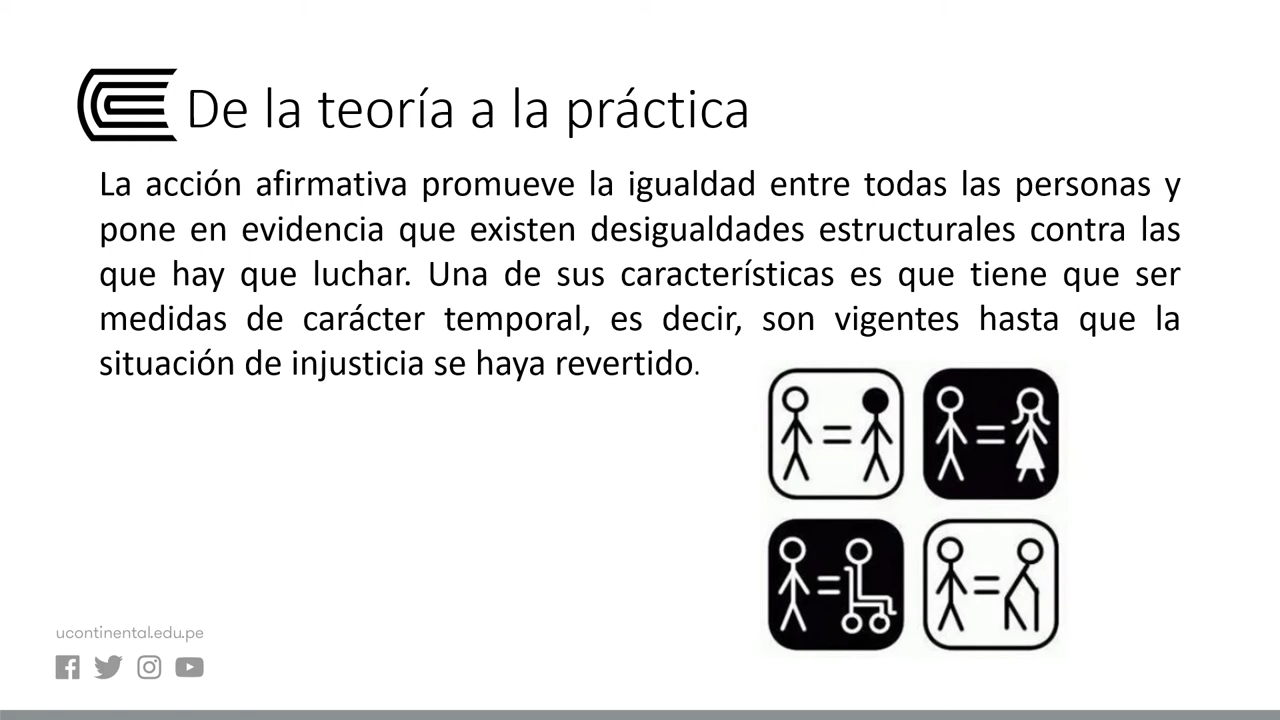 De la teoría a la práctica
La acción afirmativa promueve la igualdad entre todas las personas y
pone en evidencia que existen desigualdades estructurales contra las
que hay que luchar. Una de sus características es que tiene que ser
medidas de carácter temporal, es decir, son vigentes hasta que la
situación de injusticia se haya revertido.
ucontinental.edu.pe